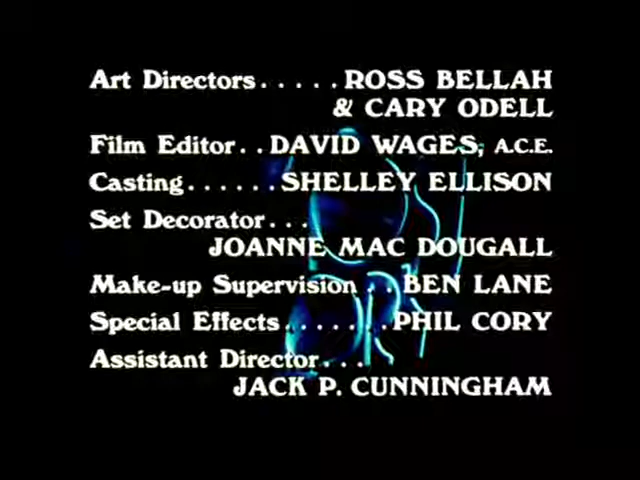 Art Directors.....ROSS BELLAH
& CARY ODELL
Film Editor..DAVID WAGES, A.C.E.
Casting......SHELLEY ELLISON
Set Decorator...
JOANNE MAC DOUGALL
Make-up Supervision..BEN LANE
Special Effects.......PHIL CORY
Assistant Director...
JACK P. CUNNINGHAM